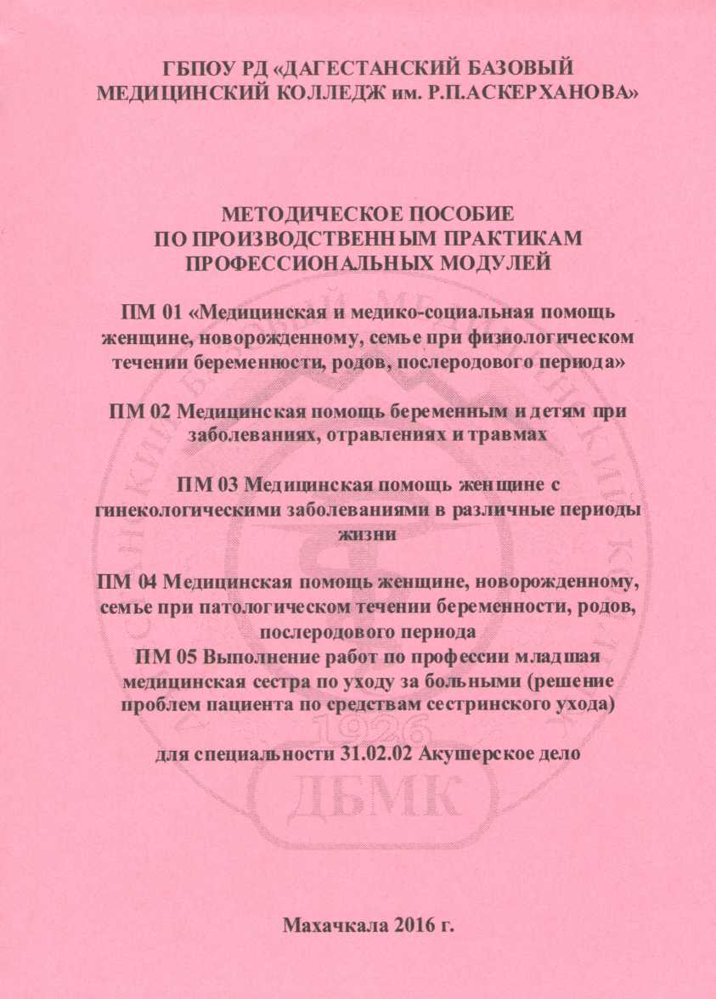 ГБПОУ РД «ДАГЕСТАНСКИЙ БАЗОВЫЙ
МЕДИЦИНСКИЙ КОЛЛЕДЖ им. Р.П.АСКЕРХАНОВА»
МЕТОДИЧЕСКОЕ ПОСОБИЕ
ПО ПРОИЗВОДСТВЕННЫМ ПРАКТИКАМ
ПРОФЕССИОНАЛЬНЫХ МОДУЛЕЙ
ПМ 01 «Медицинская и медико-социальная помощь
женщине, новорожденному, семье при физиологическом
течении беременности, родов, послеродового периода»
ПМ 02 Медицинская помощь беременным и детям при
заболеваниях, отравлениях и травмах
ПМ 03 Медицинская помощь женщине с
гинекологическими заболеваниями в различные периоды
жизни
ПМ 04 Медицинская помощь женщине, новорожденному,
семье при патологическом течении беременности, родов,
послеродового периода
ПМ 05 Выполнение работ по профессии младшая
медицинская сестра по уходу за больными (решение
проблем пациента по средствам сестринского ухода)
1926
для специальности 31.02.02 Акушерское дело
ДБМК
Махачкала 2016 г.